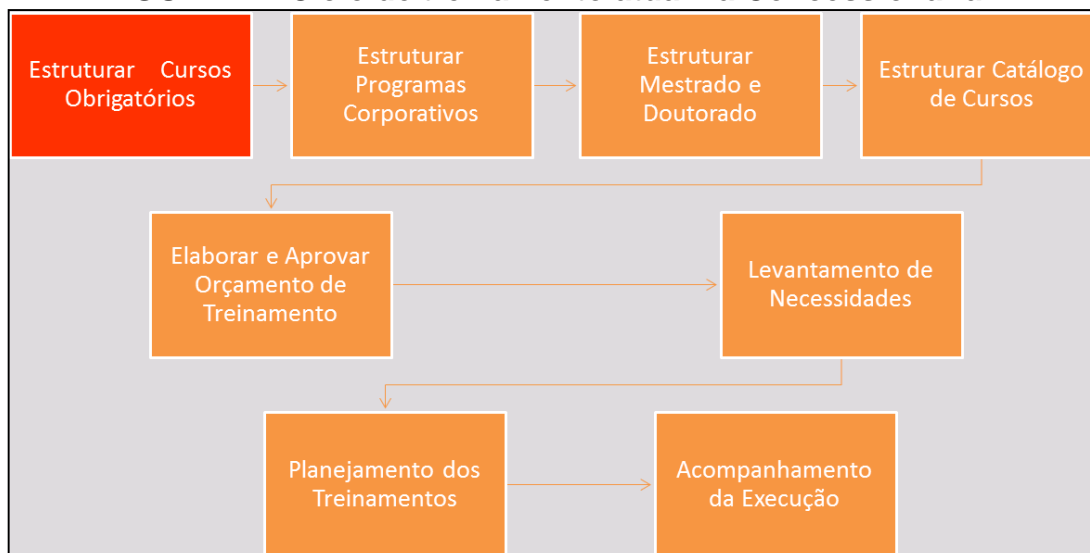 Estruturar Cursos
Obrigatórios
Estruturar
Programas
Corporativos
Estruturar
Mestrado e
Doutorado
Estruturar Catálogo
de Cursos
Elaborar e Aprovar
Orçamento de
Treinamento
Levantamento de
Necessidades
Planejamento dos
Treinamentos
Acompanhamento
da Execução